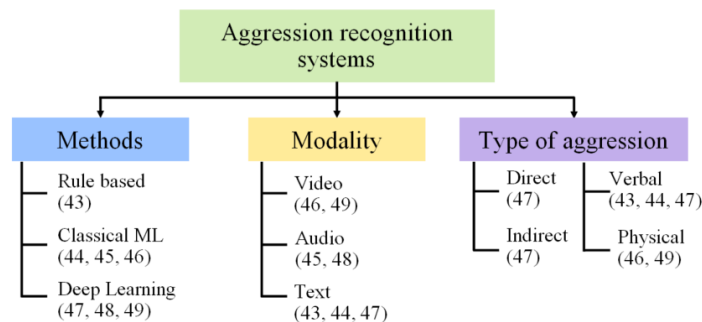 Aggression recognition
systems
Methods
Rule based
(43)
Classical ML
(44, 45, 46)
Deep Learning
(47, 48, 49)
Modality
Video
(46, 49)
Audio
(45, 48)
Text
(43, 44, 47)
Type of aggression
Direct
(47)
Indirect
(47)
Verbal
(43, 44, 47)
Physical
(46, 49)